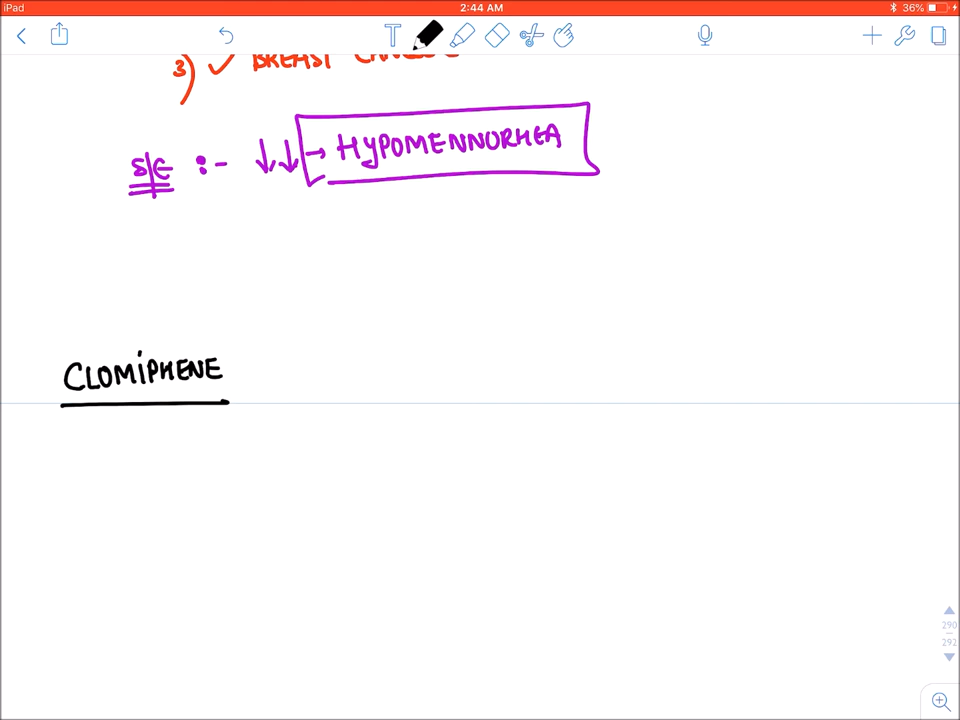 iPad 2:44 AM 36%
T
3) ✓ BREAST
S/E :- ↓↓ → HYPOMENNORHEA
CLOMIPHENE
290
292